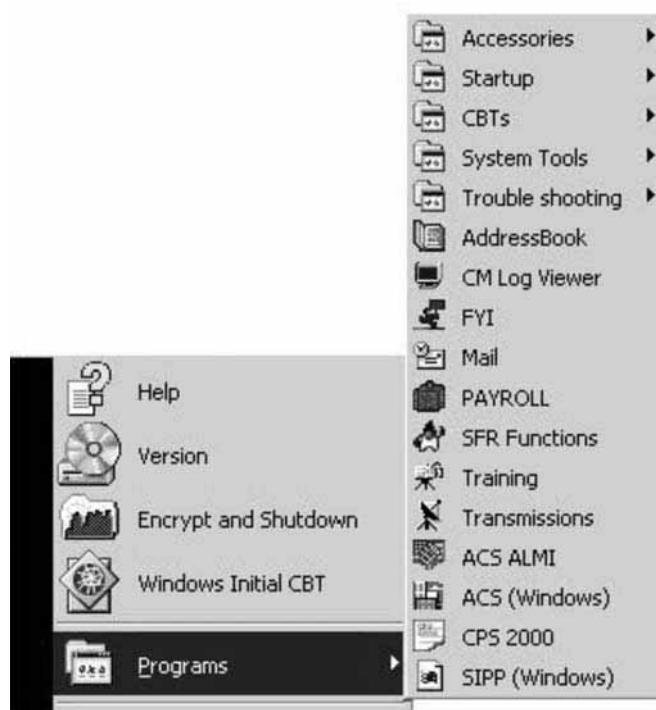 Accessories
Startup
CBTs
System Tools
Trouble shooting
AddressBook
CM Log Viewer
FYI
Mail
PAYROLL
SFR Functions
Training
Transmissions
ACS ALMI
ACS (Windows)
CPS 2000
SIPP (Windows)
Help
Version
Encrypt and Shutdown
Windows Initial CBT
Programs